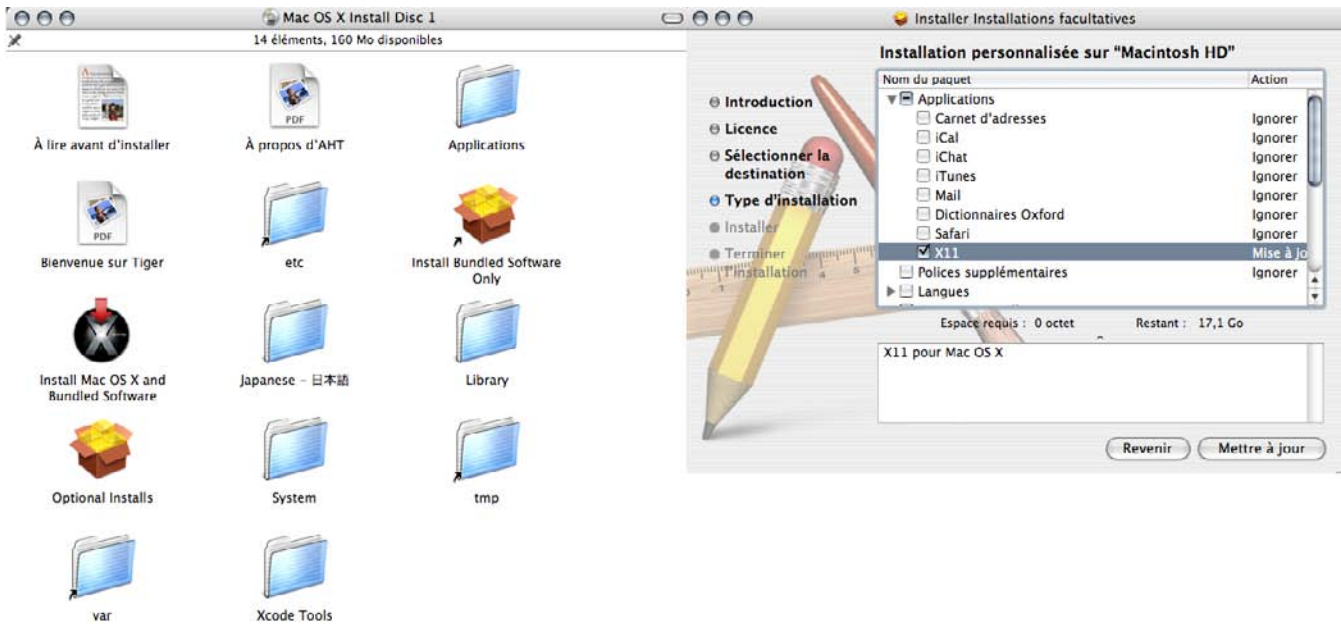 Mac OS X Install Disc 1
14 éléments, 160 Mo disponibles
À lire avant d'installer
PDF
À propos d'AHT
Applications
PDF
Bienvenue sur Tiger
etc
Install Bundled Software
Only
Install Mac OS X and
Bundled Software
Japanese – 日本語
Library
Optional Installs
System
tmp
var
Xcode Tools
Installer Installations facultatives
Installation personnalisée sur “Macintosh HD”
Introduction
Licence
Sélectionner la
destination
Type d'installation
Installer
Terminer
l'installation
Nom du paquet
Action
Applications
Carnet d'adresses
Ignorer
iCal
Ignorer
iChat
Ignorer
iTunes
Ignorer
Mail
Ignorer
Dictionnaires Oxford
Ignorer
Safari
Ignorer
X11
Mise à jo
Polices supplémentaires
Ignorer
Langues
Espace requis : 0 octet
Restant : 17,1 Go
X11 pour Mac OS X
Revenir
Mettre à jour